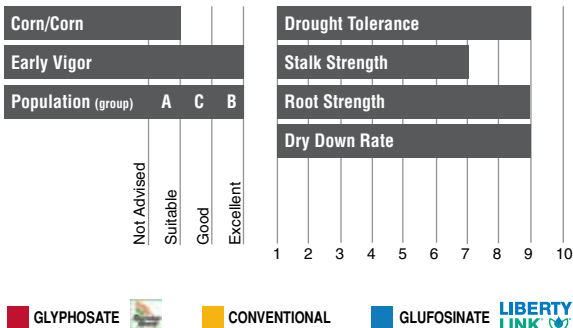 Corn/Corn
Early Vigor
Population (group) A C B
Not Advised
Suitable
Good
Excellent
Drought Tolerance
Stalk Strength
Root Strength
Dry Down Rate
1 2 3 4 5 6 7 8 9 10
GLYPHOSATE
CONVENTIONAL
GLUFOSINATE
LIBERTY
LINK